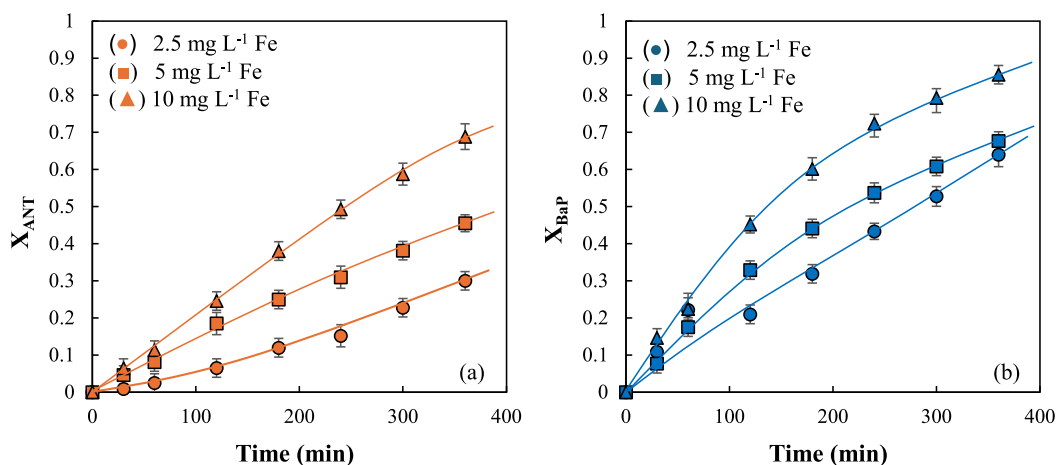 1
0.9
0.8
0.7
0.6
0.5
0.4
0.3
0.2
0.1
0
X_ANT
(●) 2.5 mg L⁻¹ Fe
(■) 5 mg L⁻¹ Fe
(▲) 10 mg L⁻¹ Fe
(a)
0 100 200 300 400
Time (min)
1
0.9
0.8
0.7
0.6
0.5
0.4
0.3
0.2
0.1
0
X_BaP
(●) 2.5 mg L⁻¹ Fe
(■) 5 mg L⁻¹ Fe
(▲) 10 mg L⁻¹ Fe
(b)
0 100 200 300 400
Time (min)